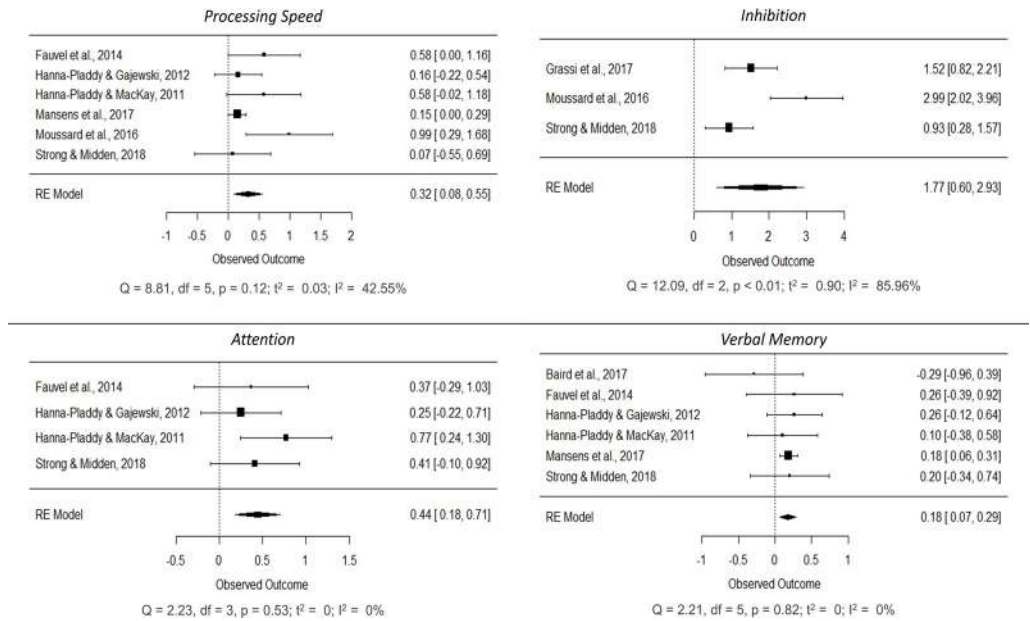 Processing Speed
Fauvel et al., 2014 0.58 [0.00, 1.16]
Hanna-Pladdy & Gajewski, 2012 0.16 [-0.22, 0.54]
Hanna-Pladdy & MacKay, 2011 0.58 [-0.02, 1.18]
Mansens et al., 2017 0.15 [0.00, 0.29]
Moussard et al., 2016 0.99 [0.29, 1.68]
Strong & Midden, 2018 0.07 [-0.55, 0.69]
RE Model 0.32 [0.08, 0.55]
-1 -0.5 0 0.5 1 1.5 2
Observed Outcome
Q = 8.81, df = 5, p = 0.12; t² = 0.03; I² = 42.55%
Inhibition
Grassi et al., 2017 1.52 [0.82, 2.21]
Moussard et al., 2016 2.99 [2.02, 3.96]
Strong & Midden, 2018 0.93 [0.28, 1.57]
RE Model 1.77 [0.60, 2.93]
0 1 2 3 4
Observed Outcome
Q = 12.09, df = 2, p < 0.01; t² = 0.90; I² = 85.96%
Attention
Fauvel et al., 2014 0.37 [-0.29, 1.03]
Hanna-Pladdy & Gajewski, 2012 0.25 [-0.22, 0.71]
Hanna-Pladdy & MacKay, 2011 0.77 [0.24, 1.30]
Strong & Midden, 2018 0.41 [-0.10, 0.92]
RE Model 0.44 [0.18, 0.71]
-0.5 0 0.5 1 1.5
Observed Outcome
Q = 2.23, df = 3, p = 0.53; t² = 0; I² = 0%
Verbal Memory
Baird et al., 2017 -0.29 [-0.96, 0.39]
Fauvel et al., 2014 0.26 [-0.39, 0.92]
Hanna-Pladdy & Gajewski, 2012 0.26 [-0.12, 0.64]
Hanna-Pladdy & MacKay, 2011 0.10 [-0.38, 0.58]
Mansens et al., 2017 0.18 [0.06, 0.31]
Strong & Midden, 2018 0.20 [-0.34, 0.74]
RE Model 0.18 [0.07, 0.29]
-1 -0.5 0 0.5 1
Observed Outcome
Q = 2.21, df = 5, p = 0.82; t² = 0; I² = 0%